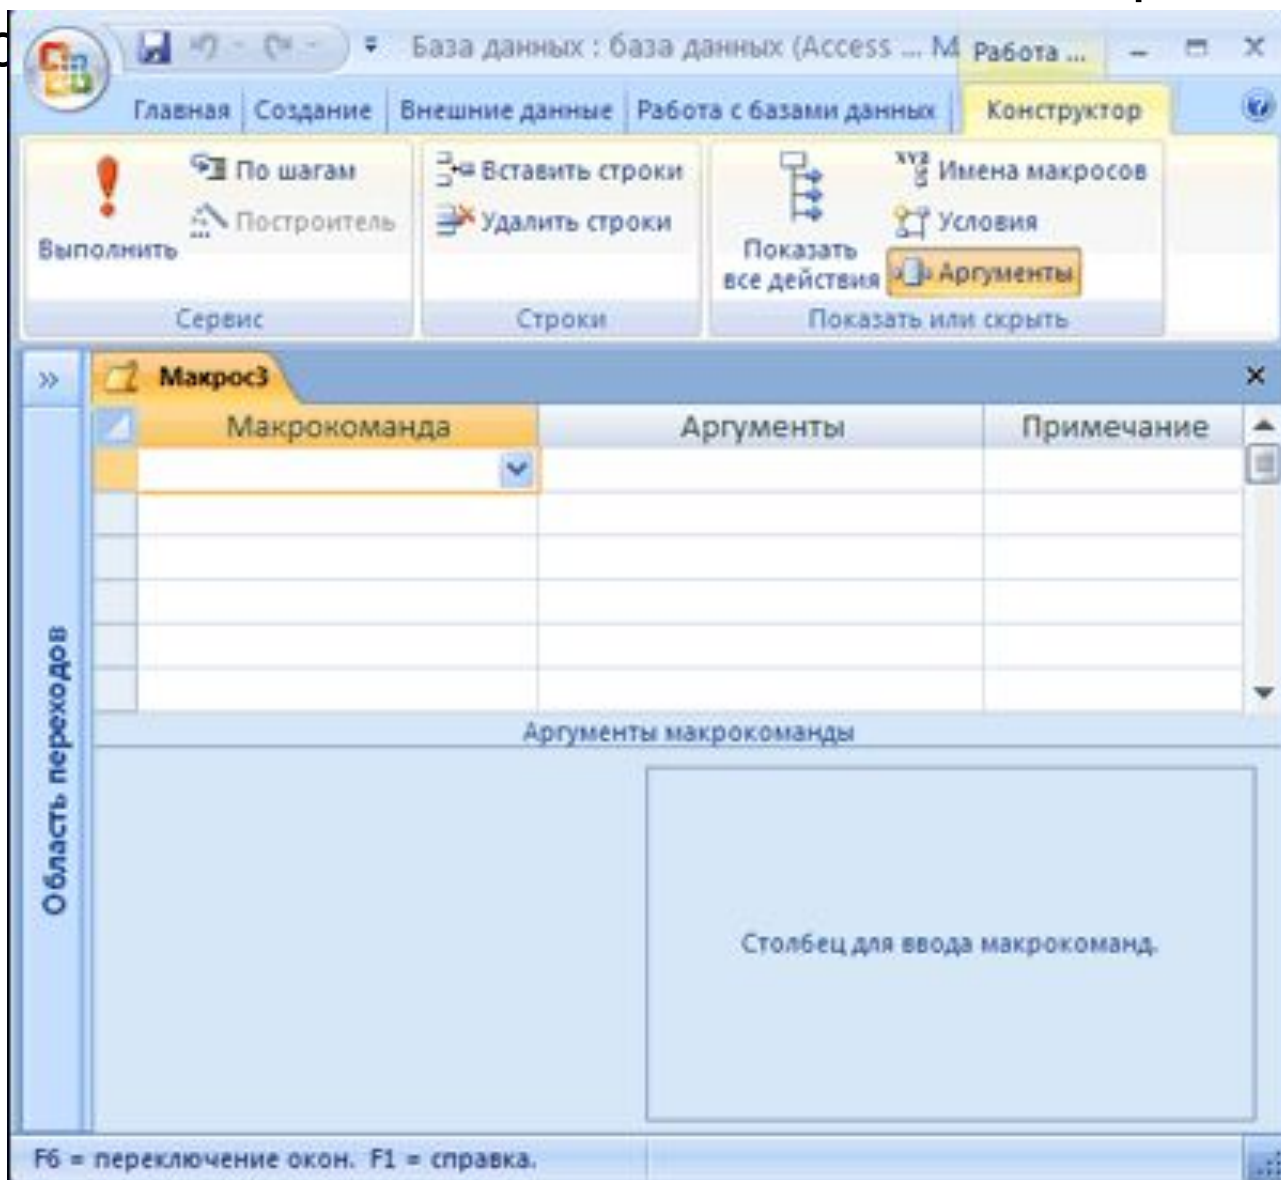 База данных : база данных (Access ... М Работа ...
Главная Создание Внешние данные Работа с базами данных Конструктор
Выполнить
По шагам
Построитель
Сервис
Вставить строки
Удалить строки
Строки
Показать
все действия
Имена макросов
Условия
Аргументы
Показать или скрыть
Макрос3
Макрокоманда Аргументы Примечание
Область переходов
Аргументы макрокоманды
Столбец для ввода макрокоманд.
F6 = переключение окон. F1 = справка.